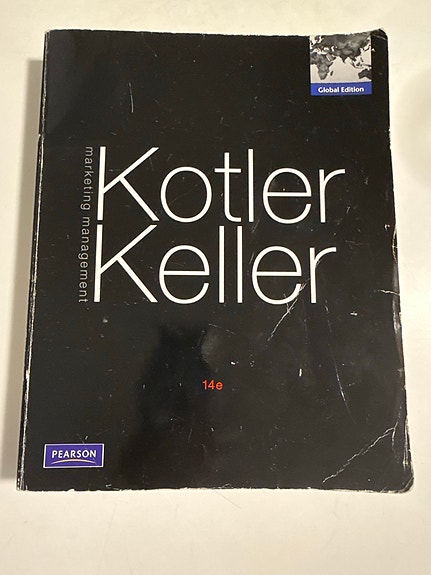 Global Edition
marketing management
Kotler
Keller
14e
PEARSON